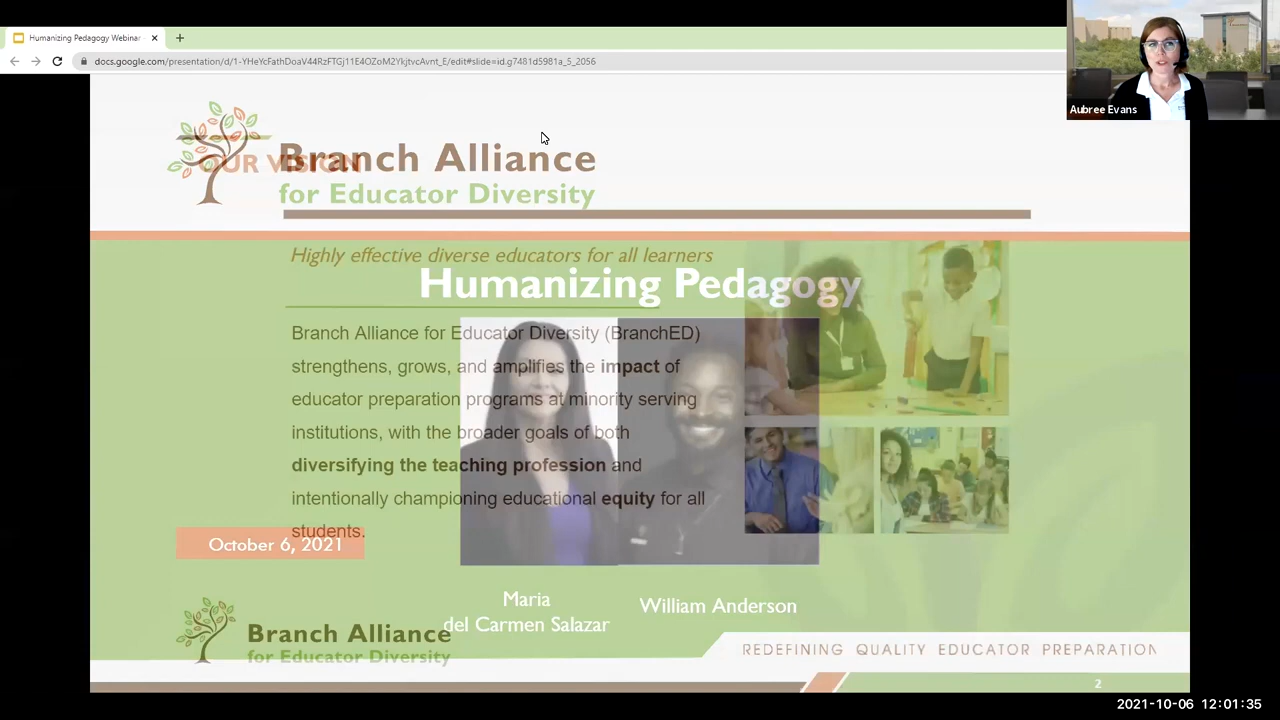 Humanizing Pedagogy Webinar
docs.google.com/presentation/d/1-YHeYcFathDoaV44RzFTGj11E4OZoM2YkjtvcAvnt_E/edit#slide=id.g7481d5981a_5_2056
Aubree Evans
OUR VISION
Branch Alliance
for Educator Diversity
Highly effective diverse educators for all learners
Humanizing Pedagogy
Branch Alliance for Educator Diversity (BranchED)
strengthens, grows, and amplifies the impact of
educator preparation programs at minority serving
institutions, with the broader goals of both
diversifying the teaching profession and
intentionally championing educational equity for all
students.
October 6, 2021
Maria
del Carmen Salazar
William Anderson
Branch Alliance
for Educator Diversity
REDEFINING QUALITY EDUCATOR PREPARATION
2
2021-10-06 12:01:35